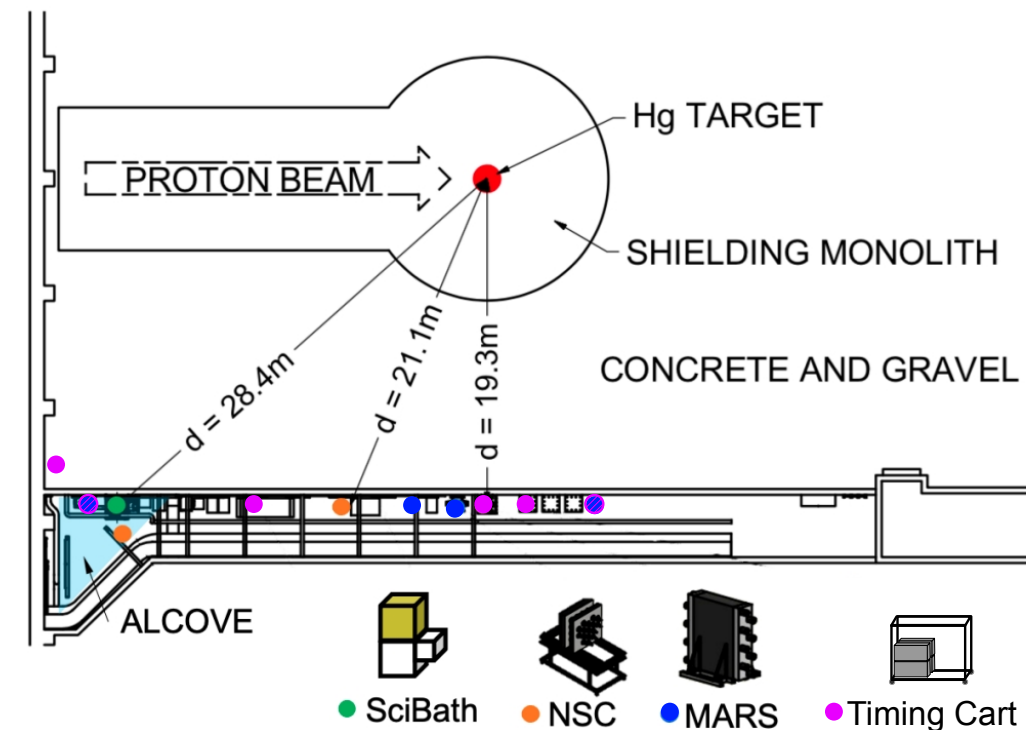 Hg TARGET
PROTON BEAM
SHIELDING MONOLITH
d = 28.4m
d = 21.1m
d = 19.3m
CONCRETE AND GRAVEL
ALCOVE
SciBath
NSC
MARS
Timing Cart